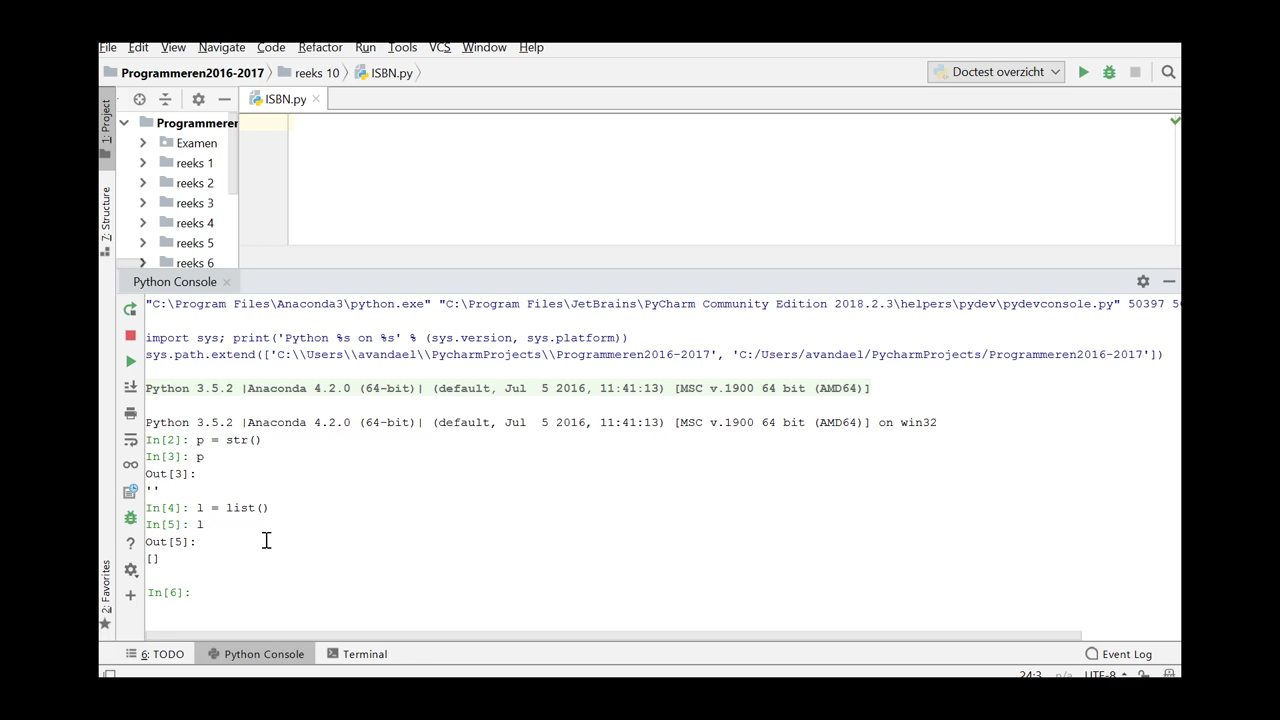 File Edit View Navigate Code Refactor Run Tools VCS Window Help
Programmeren2016-2017 reeks 10 ISBN.py Doctest overzicht
1: Project
ISBN.py
Programmeren
Examen
reeks 1
reeks 2
reeks 3
reeks 4
reeks 5
reeks 6
7: Structure
Python Console
"C:\Program Files\Anaconda3\python.exe" "C:\Program Files\JetBrains\PyCharm Community Edition 2018.2.3\helpers\pydev\pydevconsole.py" 50397 50
import sys; print('Python %s on %s' % (sys.version, sys.platform))
sys.path.extend(['C:\\Users\\avandael\\PycharmProjects\\Programmeren2016-2017', 'C:/Users/avandael/PycharmProjects/Programmeren2016-2017'])
Python 3.5.2 |Anaconda 4.2.0 (64-bit)| (default, Jul  5 2016, 11:41:13) [MSC v.1900 64 bit (AMD64)]
Python 3.5.2 |Anaconda 4.2.0 (64-bit)| (default, Jul  5 2016, 11:41:13) [MSC v.1900 64 bit (AMD64)] on win32
In[2]: p = str()
In[3]: p
Out[3]:
''
In[4]: l = list()
In[5]: l
Out[5]:
[]
In[6]:
2: Favorites
6: TODO Python Console Terminal Event Log
24:3 n/a UTF-8